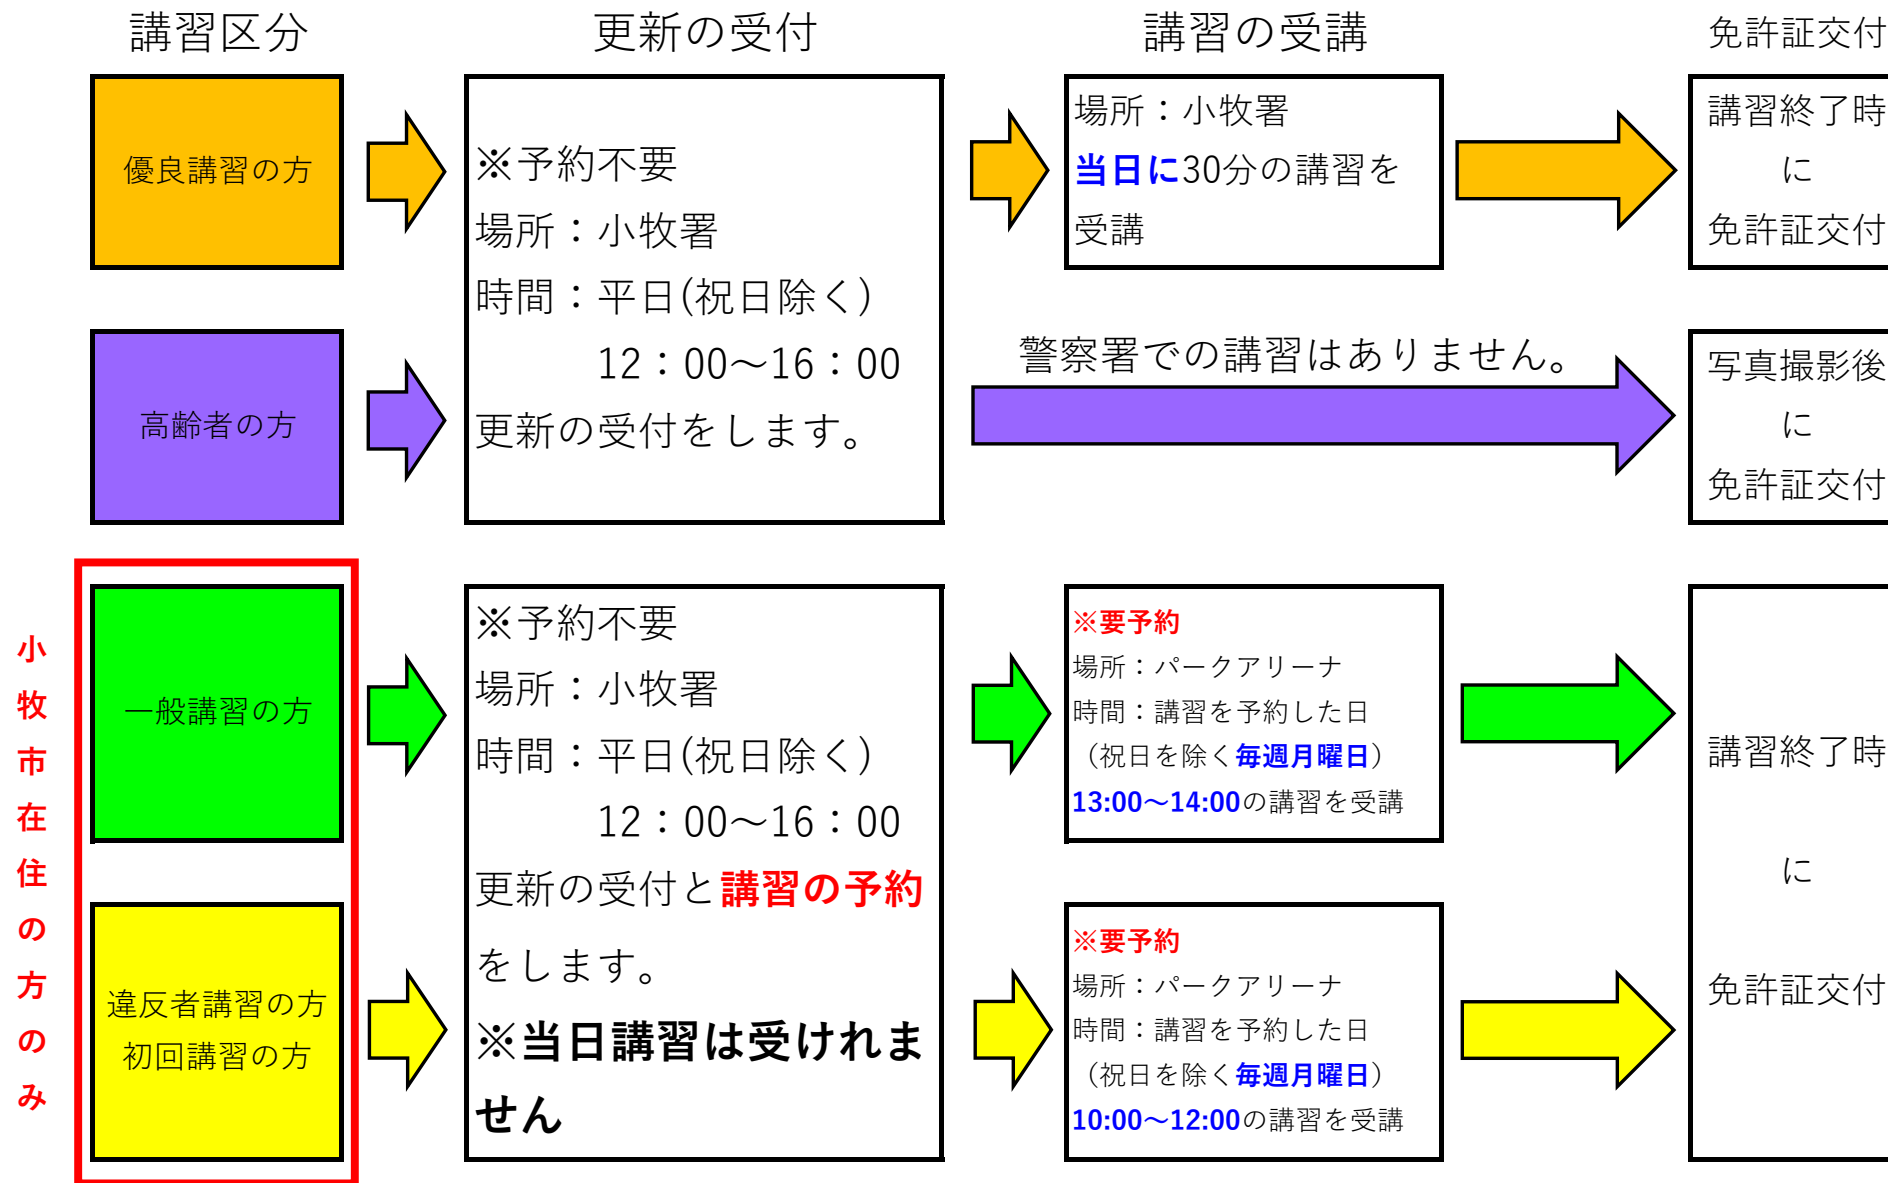 講習区分
更新の受付
講習の受講
免許証交付
優良講習の方
※予約不要
場所：小牧署
時間：平日(祝日除く)
12：00～16：00
更新の受付をします。
場所：小牧署
当日に30分の講習を
受講
講習終了時
に
免許証交付
高齢者の方
警察署での講習はありません。
写真撮影後
に
免許証交付
小牧市在住の方のみ
一般講習の方
違反者講習の方
初回講習の方
※予約不要
場所：小牧署
時間：平日(祝日除く)
12：00～16：00
更新の受付と講習の予約
をします。
※当日講習は受けれま
せん
※要予約
場所：パークアリーナ
時間：講習を予約した日
（祝日を除く毎週月曜日）
13:00～14:00の講習を受講
※要予約
場所：パークアリーナ
時間：講習を予約した日
（祝日を除く毎週月曜日）
10:00～12:00の講習を受講
講習終了時
に
免許証交付